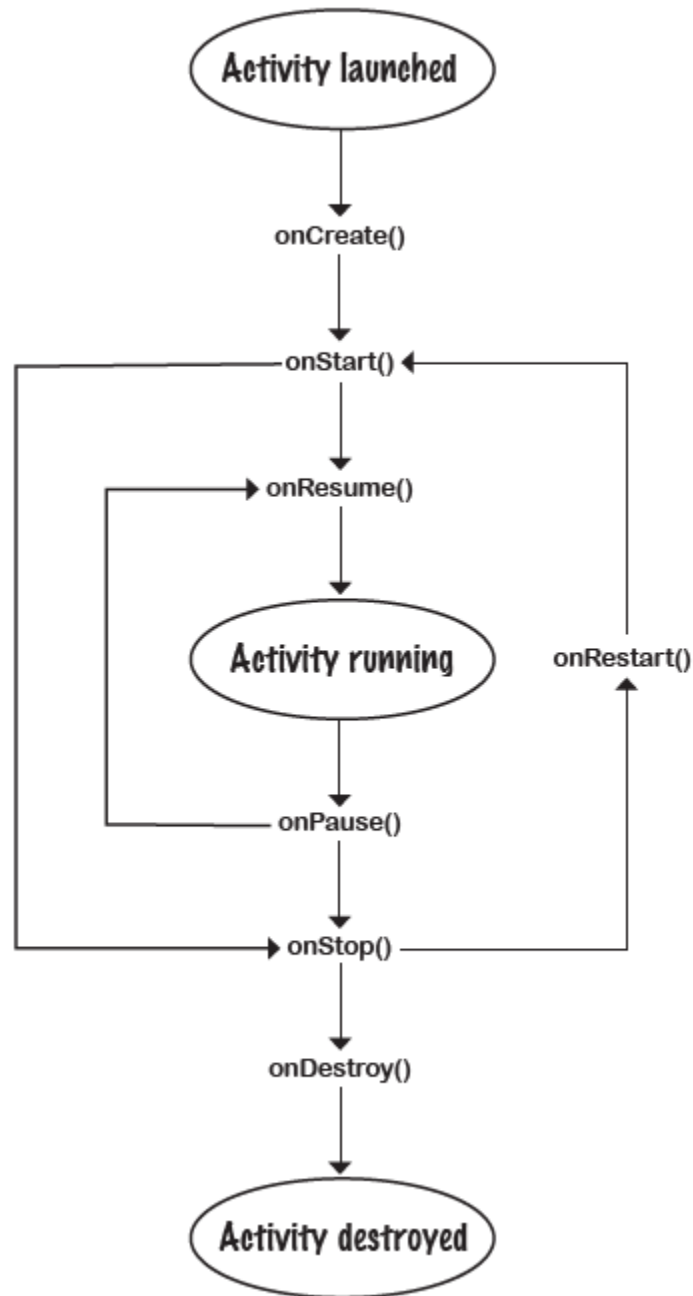 Activity launched
onCreate()
onStart()
onResume()
Activity running
onRestart()
onPause()
onStop()
onDestroy()
Activity destroyed